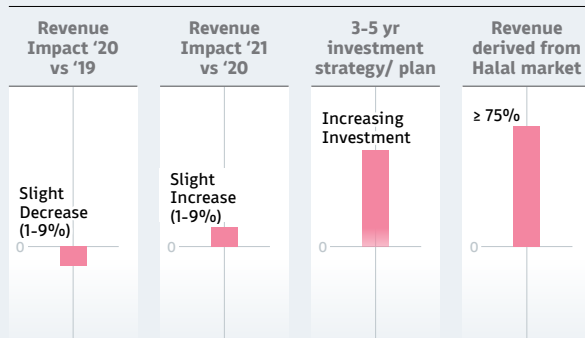 Revenue
Impact ‘20
vs ‘19
Revenue
Impact ‘21
vs ‘20
3-5 yr
investment
strategy/ plan
Revenue
derived from
Halal market
Slight
Decrease
(1-9%)
0
Slight
Increase
(1-9%)
0
Increasing
Investment
0
≥ 75%
0